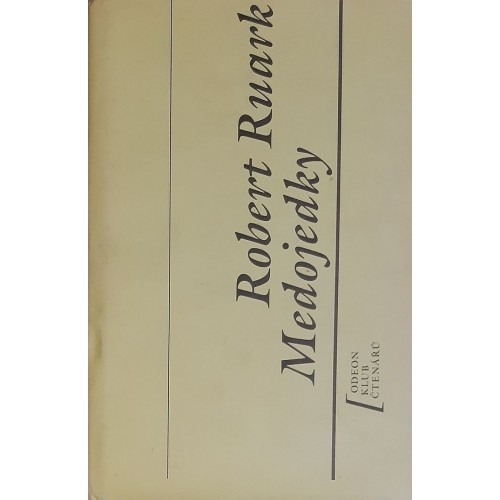 Robert Ruark
Medojedky
ODEON
KLUB
ČTENÁŘŮ